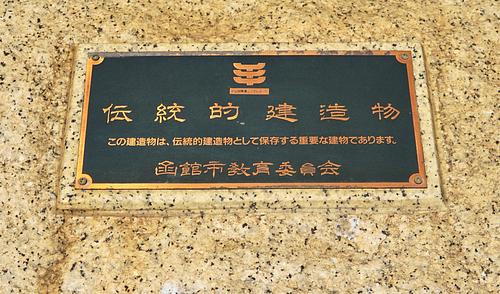 伝統的建造物
この建造物は、伝統的建造物として保存する重要な建物であります。
函館市教育委員会